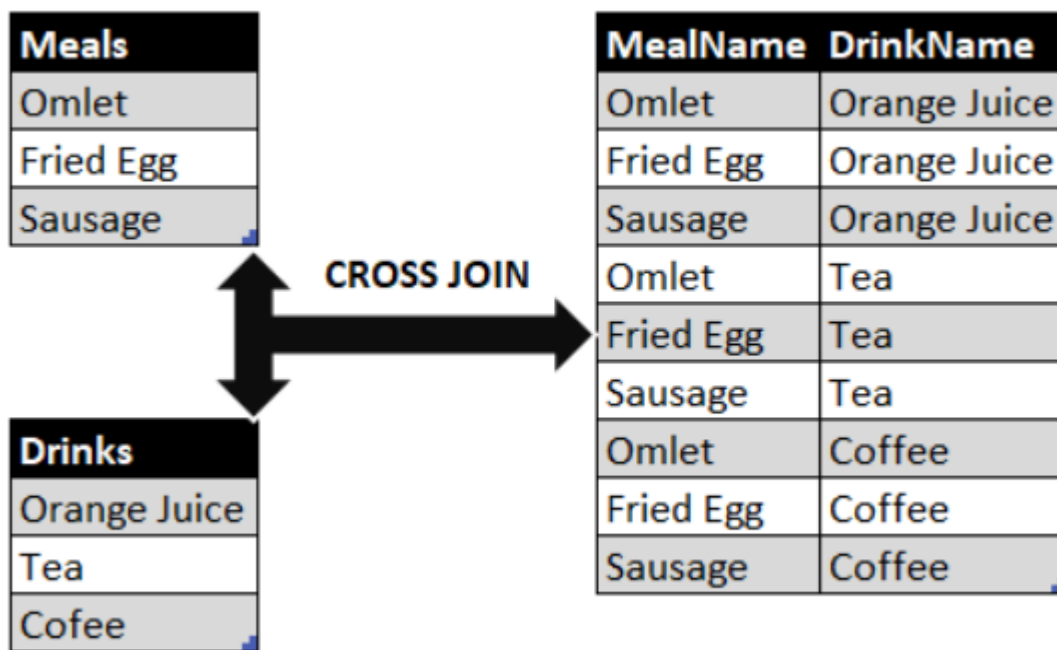 Meals
Omlet
Fried Egg
Sausage
CROSS JOIN
Drinks
Orange Juice
Tea
Cofee
MealName DrinkName
Omlet Orange Juice
Fried Egg Orange Juice
Sausage Orange Juice
Omlet Tea
Fried Egg Tea
Sausage Tea
Omlet Coffee
Fried Egg Coffee
Sausage Coffee